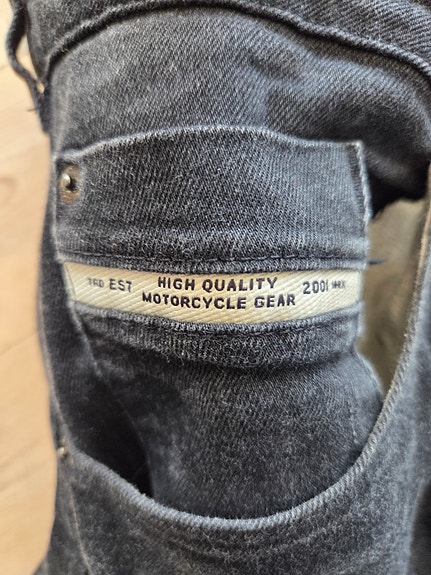 EST
HIGH QUALITY
MOTORCYCLE GEAR
2001